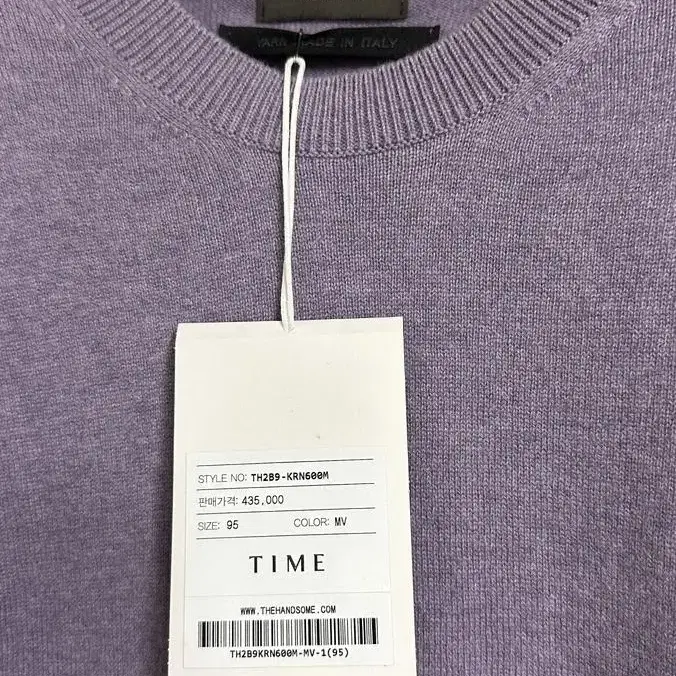 YARN MADE IN ITALY
STYLE NO: TH2B9-KRN600M
판매가격: 435,000
SIZE: 95 COLOR: MV
TIME
WWW.THEHANDSOME.COM
TH2B9KRN600M-MV-1(95)